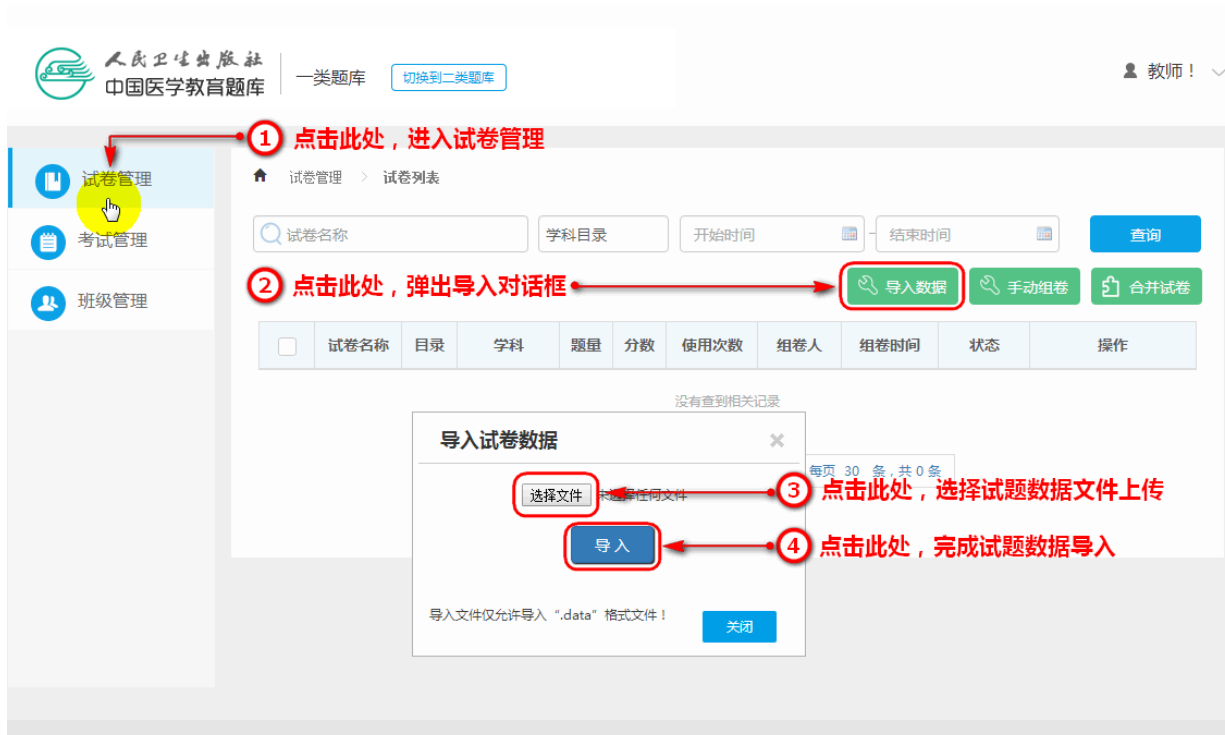 人民卫生出版社
中国医学教育题库
一类题库
切换到二类题库
教师！
1 点击此处，进入试卷管理
试卷管理
考试管理
班级管理
试卷管理 > 试卷列表
试卷名称
学科目录
开始时间
-
结束时间
查询
2 点击此处，弹出导入对话框
导入数据
手动组卷
合并试卷
试卷名称 目录 学科 题量 分数 使用次数 组卷人 组卷时间 状态 操作
没有查到相关记录
每页 30 条，共 0 条
导入试卷数据 ×
选择文件 未选择任何文件
3 点击此处，选择试题数据文件上传
导入
4 点击此处，完成试题数据导入
导入文件仅允许导入“.data”格式文件！
关闭